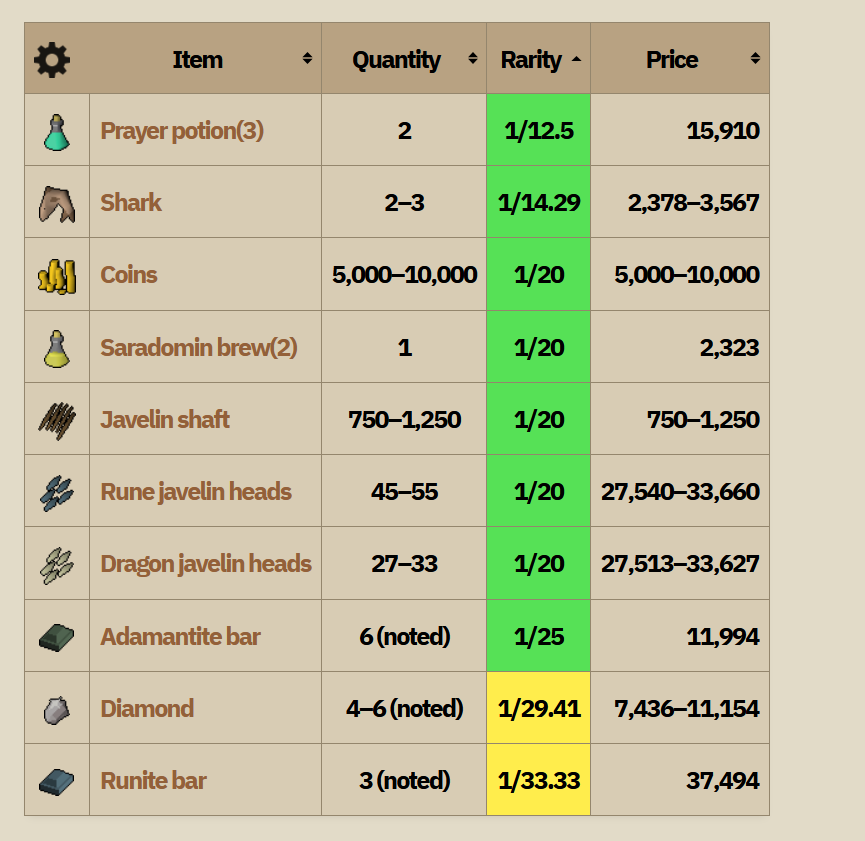 Item Quantity Rarity Price
Prayer potion(3) 2 1/12.5 15,910
Shark 2–3 1/14.29 2,378–3,567
Coins 5,000–10,000 1/20 5,000–10,000
Saradomin brew(2) 1 1/20 2,323
Javelin shaft 750–1,250 1/20 750–1,250
Rune javelin heads 45–55 1/20 27,540–33,660
Dragon javelin heads 27–33 1/20 27,513–33,627
Adamantite bar 6 (noted) 1/25 11,994
Diamond 4–6 (noted) 1/29.41 7,436–11,154
Runite bar 3 (noted) 1/33.33 37,494